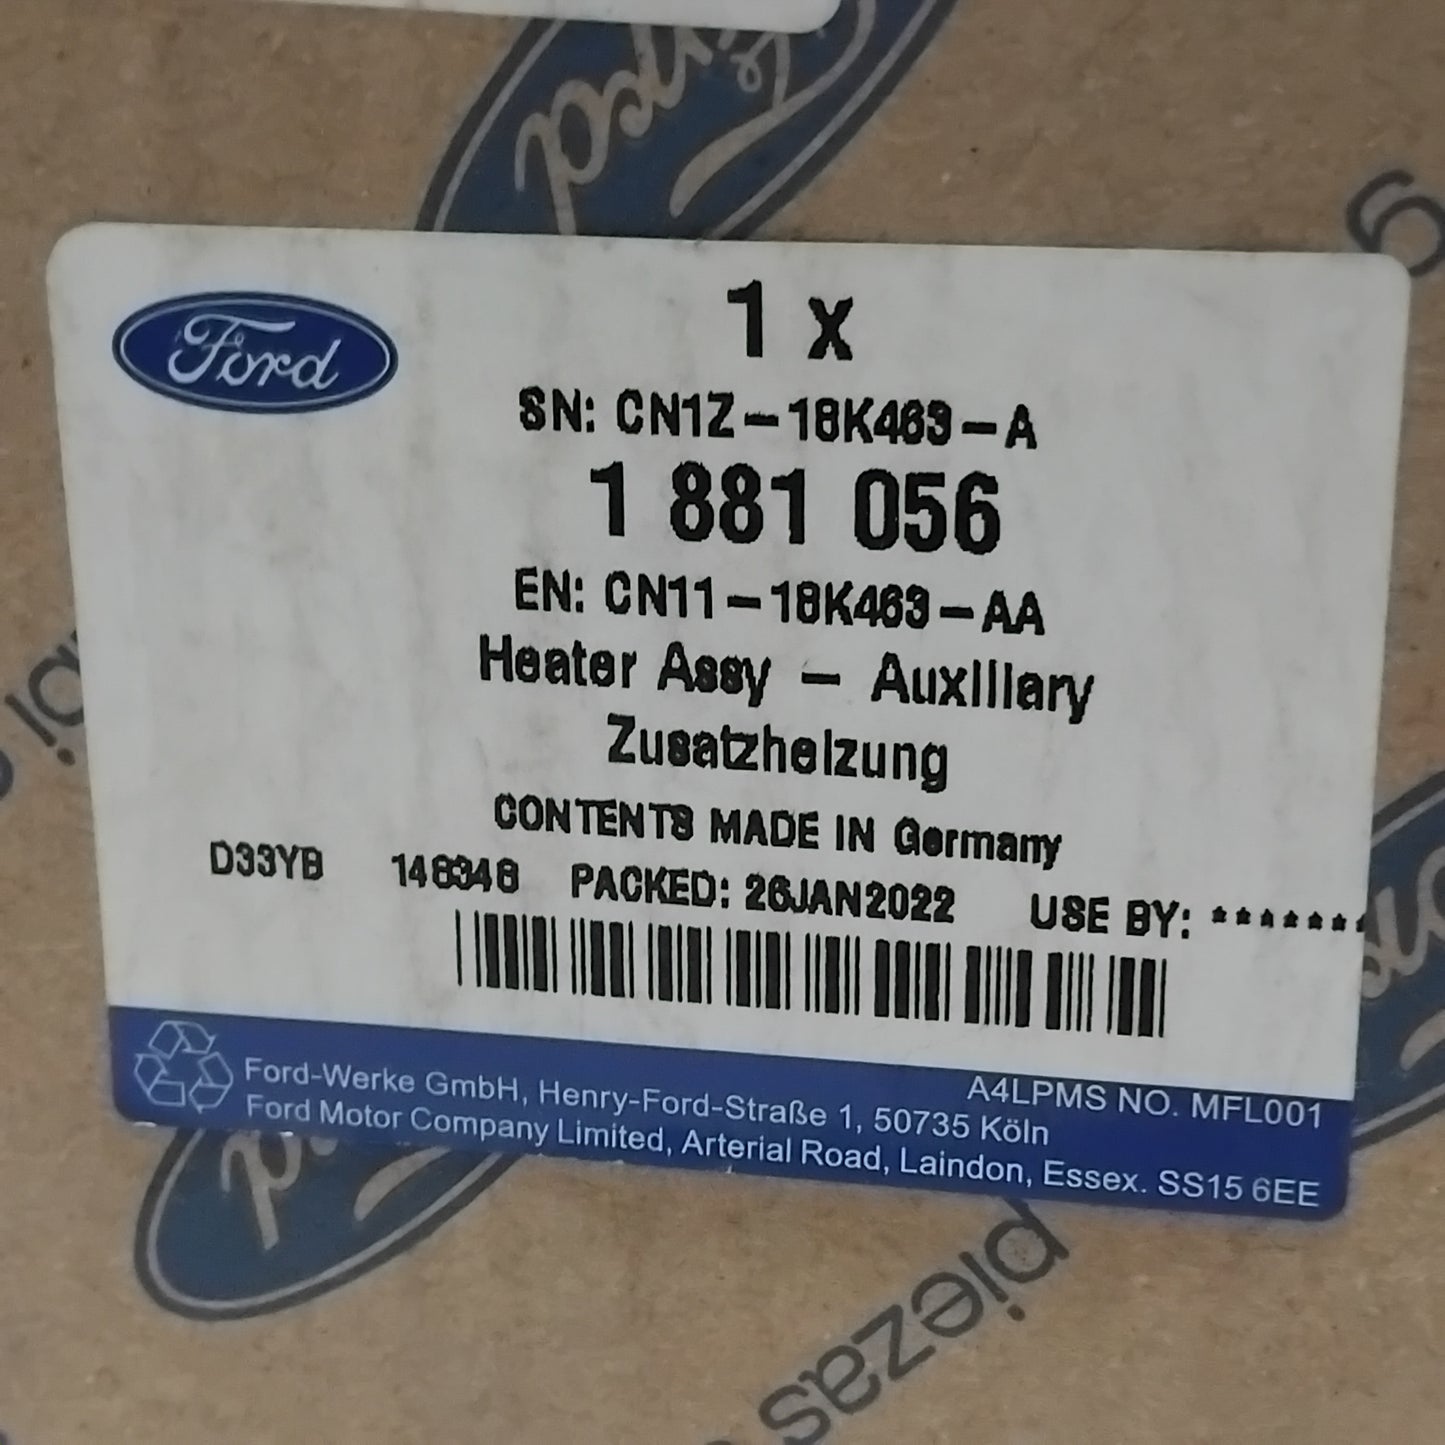 Ford
Ford
1 x
SN: CN1Z-18K463-A
1 881 056
EN: CN11-18K463-AA
Heater Assy - Auxiliary
Zusatzheizung
CONTENTS MADE IN Germany
D33YB 148348 PACKED: 26JAN2022 USE BY: *******
A4LPMS NO. MFL001
Ford-Werke GmbH, Henry-Ford-Straße 1, 50735 Köln
Ford Motor Company Limited, Arterial Road, Laindon, Essex. SS15 6EE
piezas